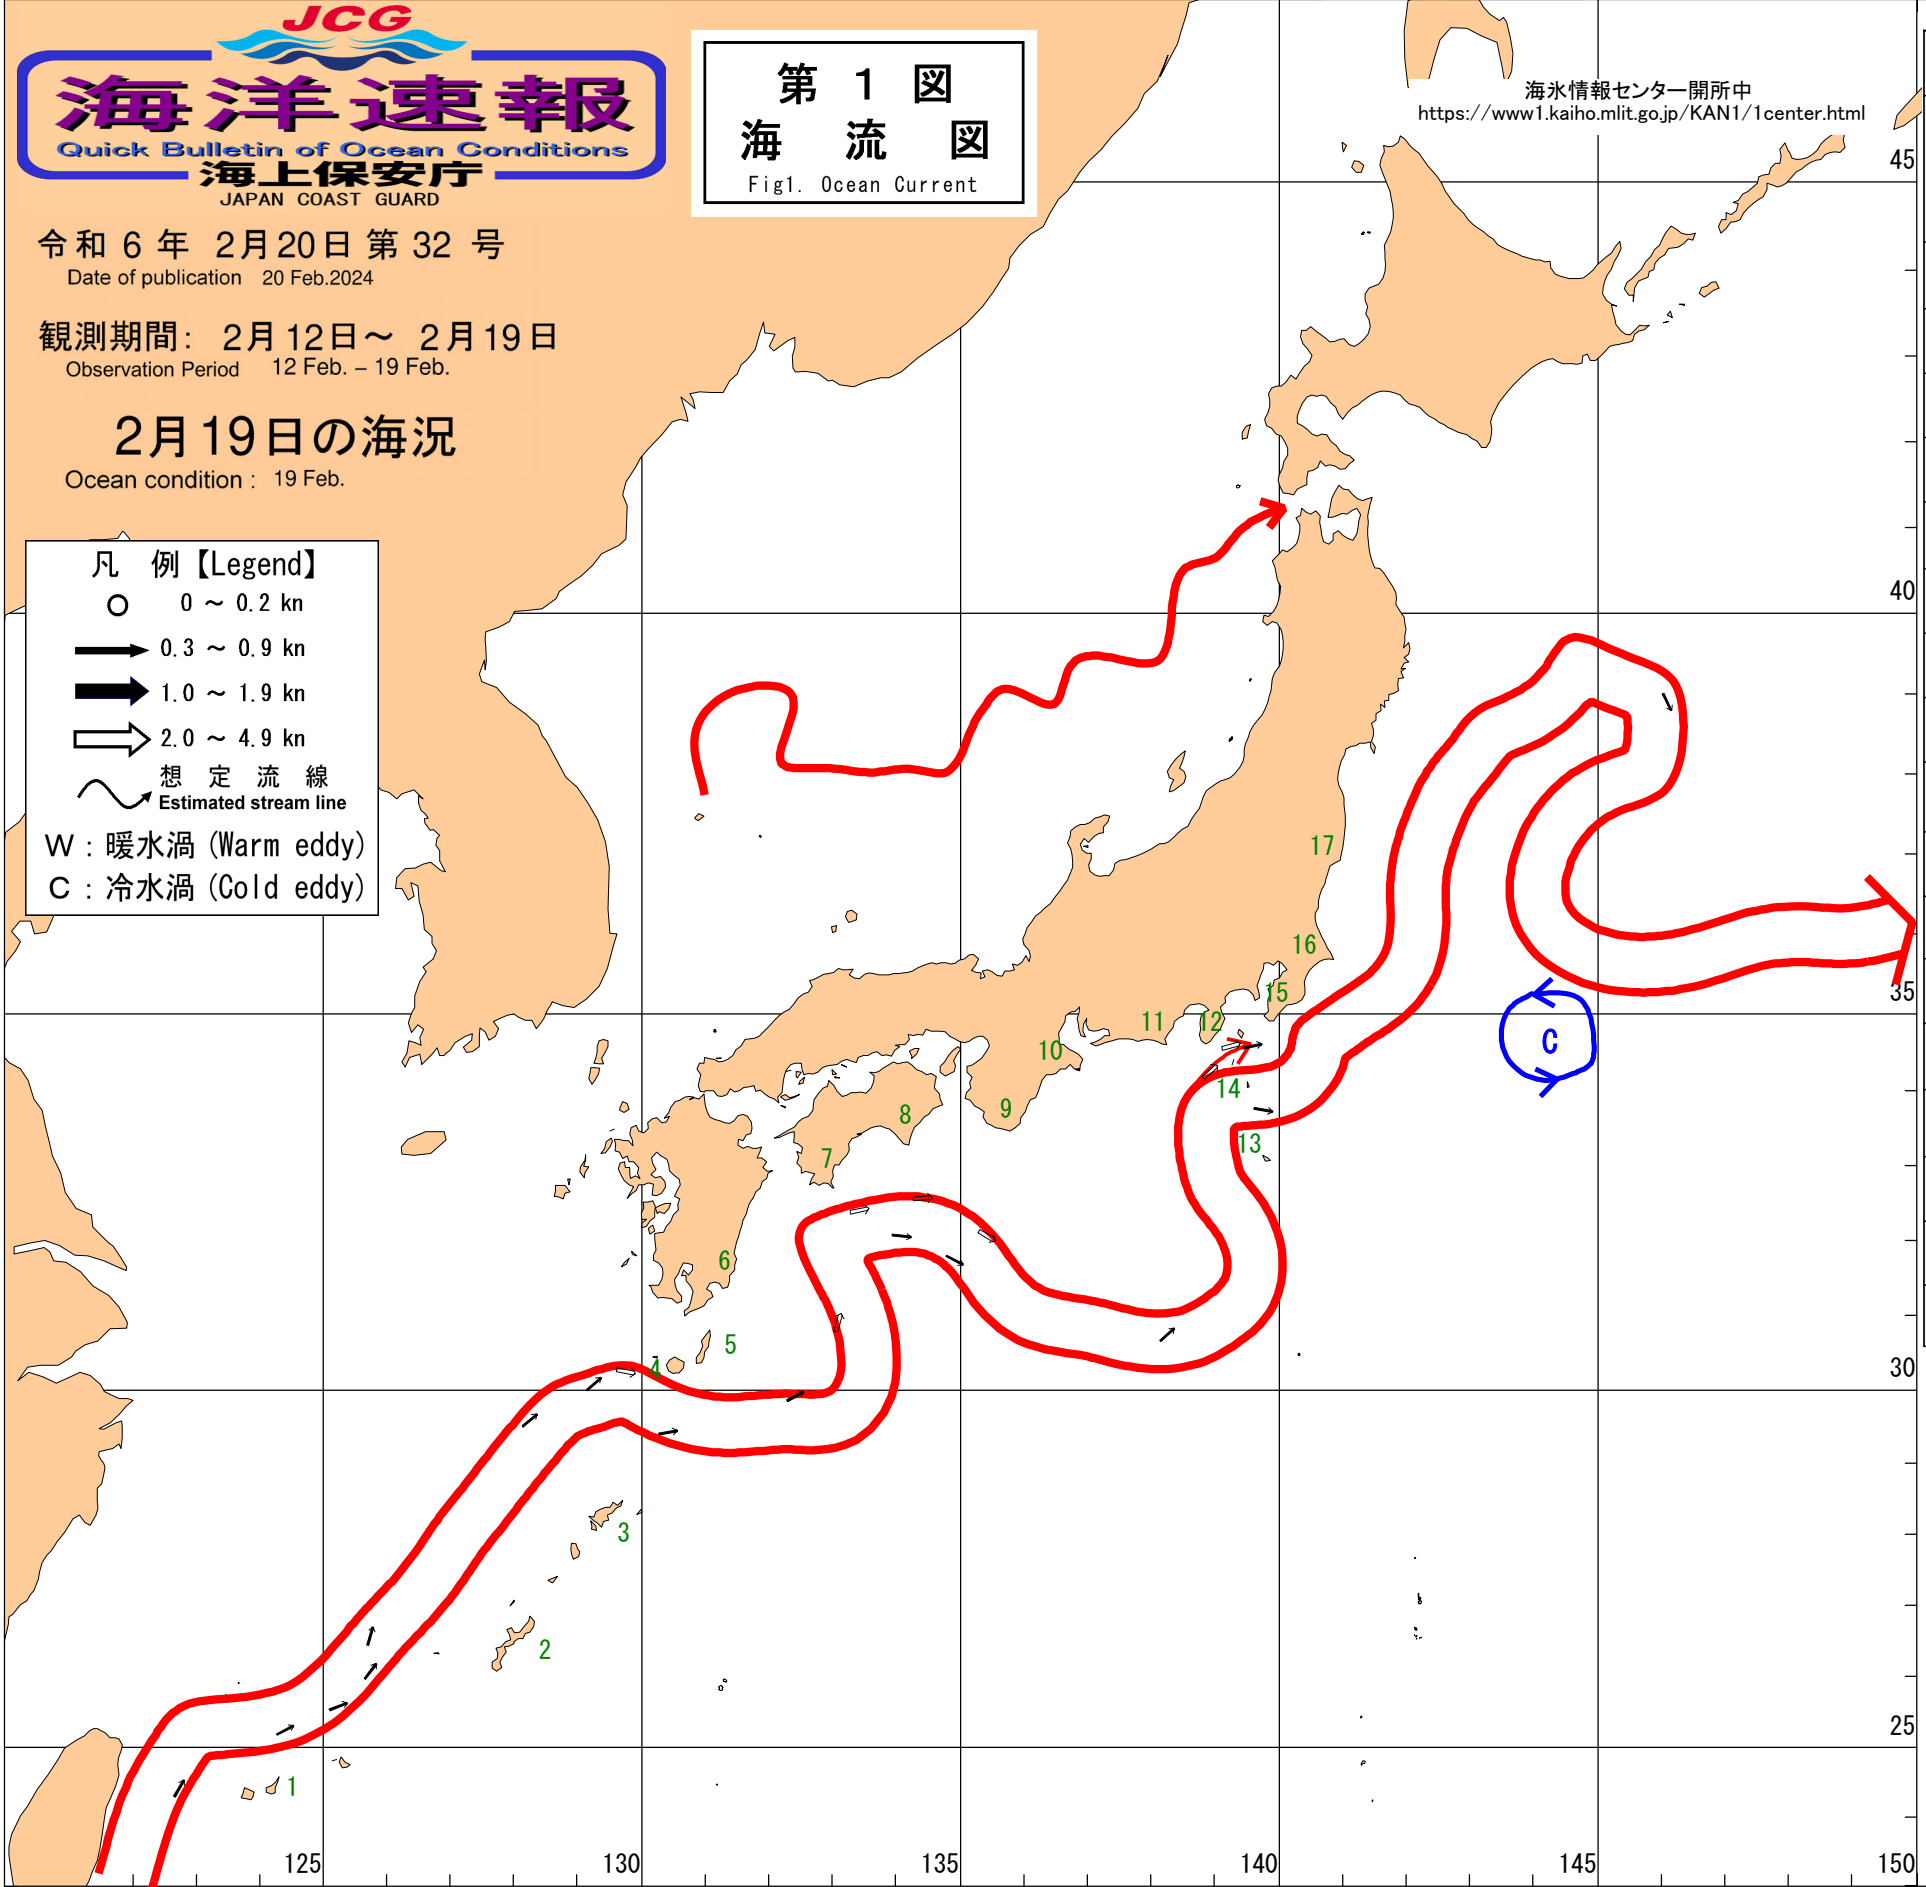 JCG
海洋速報
Quick Bulletin of Ocean Conditions
海上保安庁
JAPAN COAST GUARD
令和 6 年 2月20日 第 32 号
Date of publication 20 Feb.2024
観測期間: 2月12日～ 2月19日
Observation Period 12 Feb. – 19 Feb.
2月19日の海況
Ocean condition : 19 Feb.
第 1 図
海 流 図
Fig1. Ocean Current
海氷情報センター開所中
https://www1.kaiho.mlit.go.jp/KAN1/1center.html
凡 例【Legend】
0 ～ 0.2 kn
0.3 ～ 0.9 kn
1.0 ～ 1.9 kn
2.0 ～ 4.9 kn
想 定 流 線
Estimated stream line
W : 暖水渦 (Warm eddy)
C : 冷水渦 (Cold eddy)
45
40
17
16
15
35
11
12
10
C
14
9
8
13
7
6
5
4
30
3
2
25
1
125
130
135
140
145
150